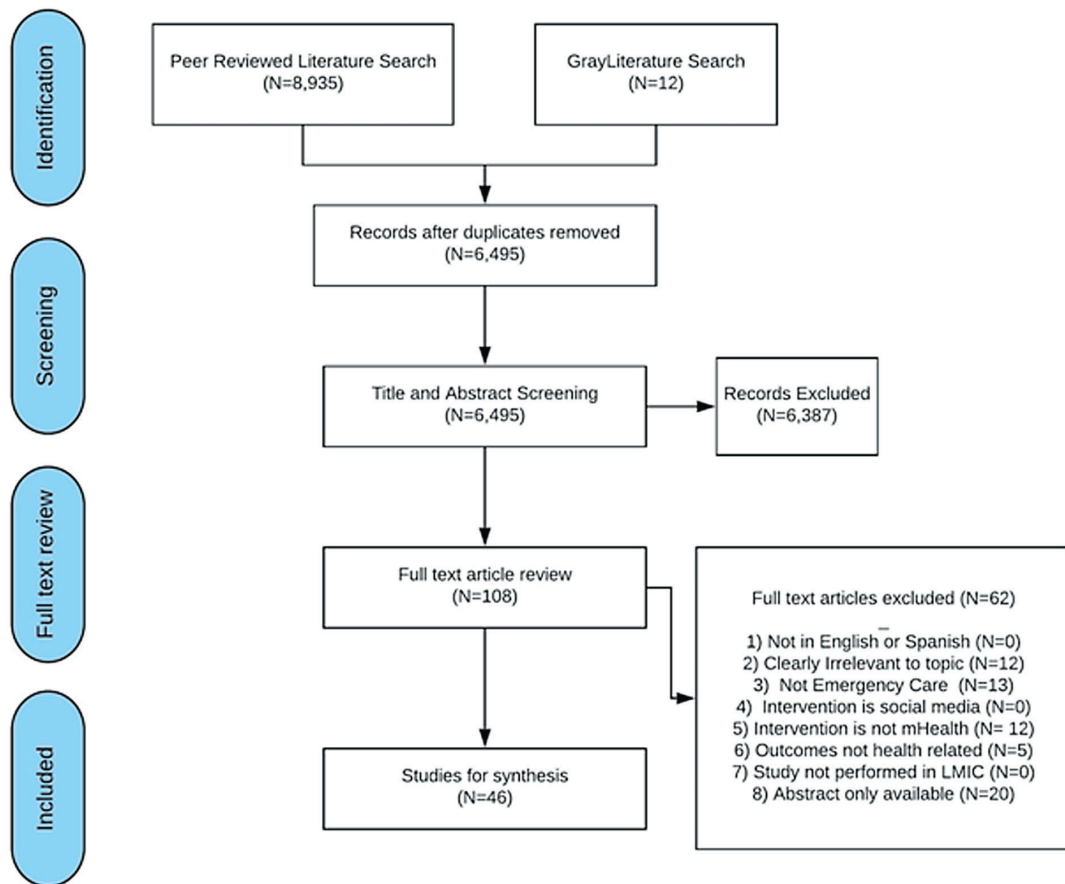 Identification
Peer Reviewed Literature Search
(N=8,935)
GrayLiterature Search
(N=12)
Records after duplicates removed
(N=6,495)
Screening
Title and Abstract Screening
(N=6,495)
Records Excluded
(N=6,387)
Full text review
Full text article review
(N=108)
Full text articles excluded (N=62)
1) Not in English or Spanish (N=0)
2) Clearly Irrelevant to topic (N=12)
3) Not Emergency Care (N=13)
4) Intervention is social media (N=0)
5) Intervention is not mHealth (N= 12)
6) Outcomes not health related (N=5)
7) Study not performed in LMIC (N=0)
8) Abstract only available (N=20)
Included
Studies for synthesis
(N=46)